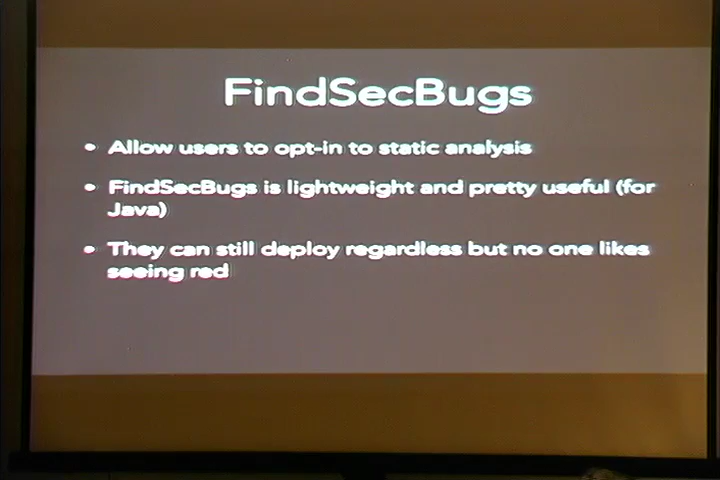 FindSecBugs
• Allow users to opt-in to static analysis
• FindSecBugs is lightweight and pretty useful (for
Java)
• They can still deploy regardless but no one likes
seeing red